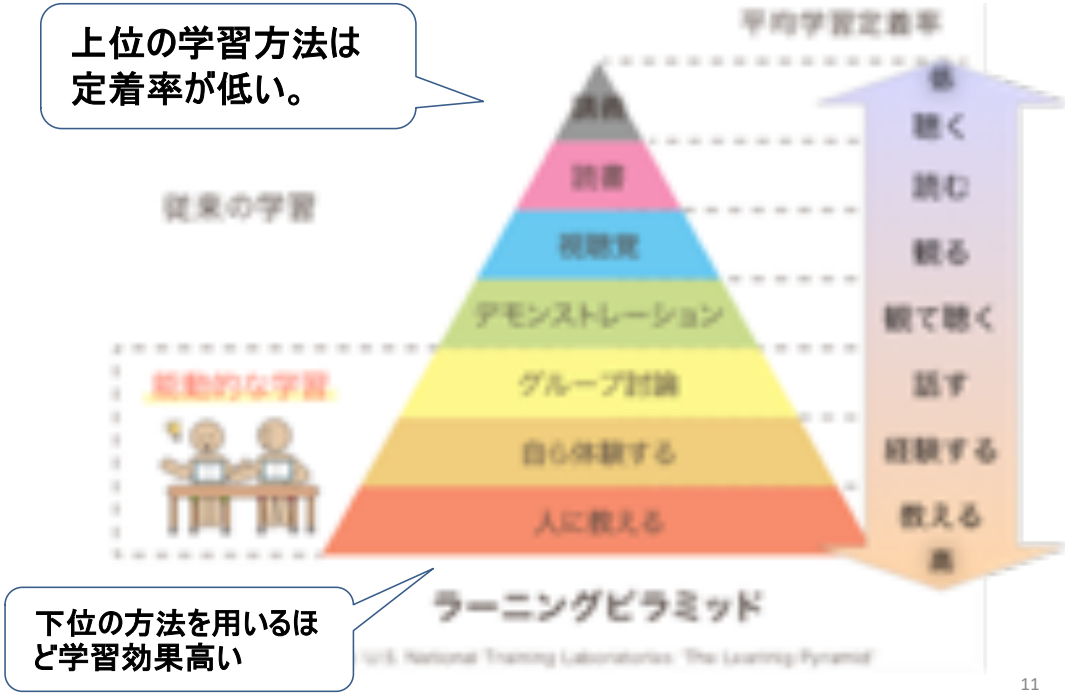 上位の学習方法は
定着率が低い。
平均学習定着率
低
講義
聴く
読書
読む
従来の学習
視聴覚
観る
デモンストレーション
観て聴く
能動的な学習
グループ討論
話す
自ら体験する
経験する
人に教える
教える
高
ラーニングピラミッド
下位の方法を用いるほ
ど学習効果高い
U.S. National Training Laboratories 'The Learning Pyramid'
11